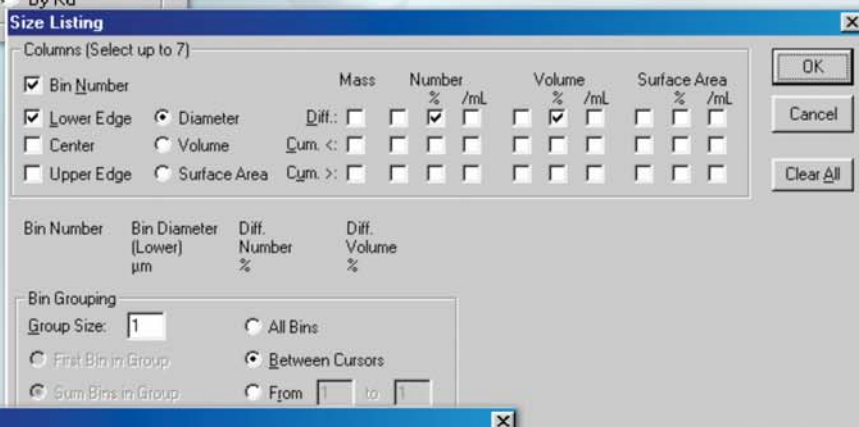 By Ka
Size Listing
Columns (Select up to 7)
Bin Number
Mass Number Volume Surface Area
% /mL % /mL % /mL
Lower Edge Diameter Diff.:
Center Volume Cum. <:
Upper Edge Surface Area Cum. >:
OK
Cancel
Clear All
Bin Number Bin Diameter Diff. Diff.
(Lower) Number Volume
µm % %
Bin Grouping
Group Size: 1 All Bins
First Bin in Group Between Cursors
Sum Bins in Group From 1 to 1